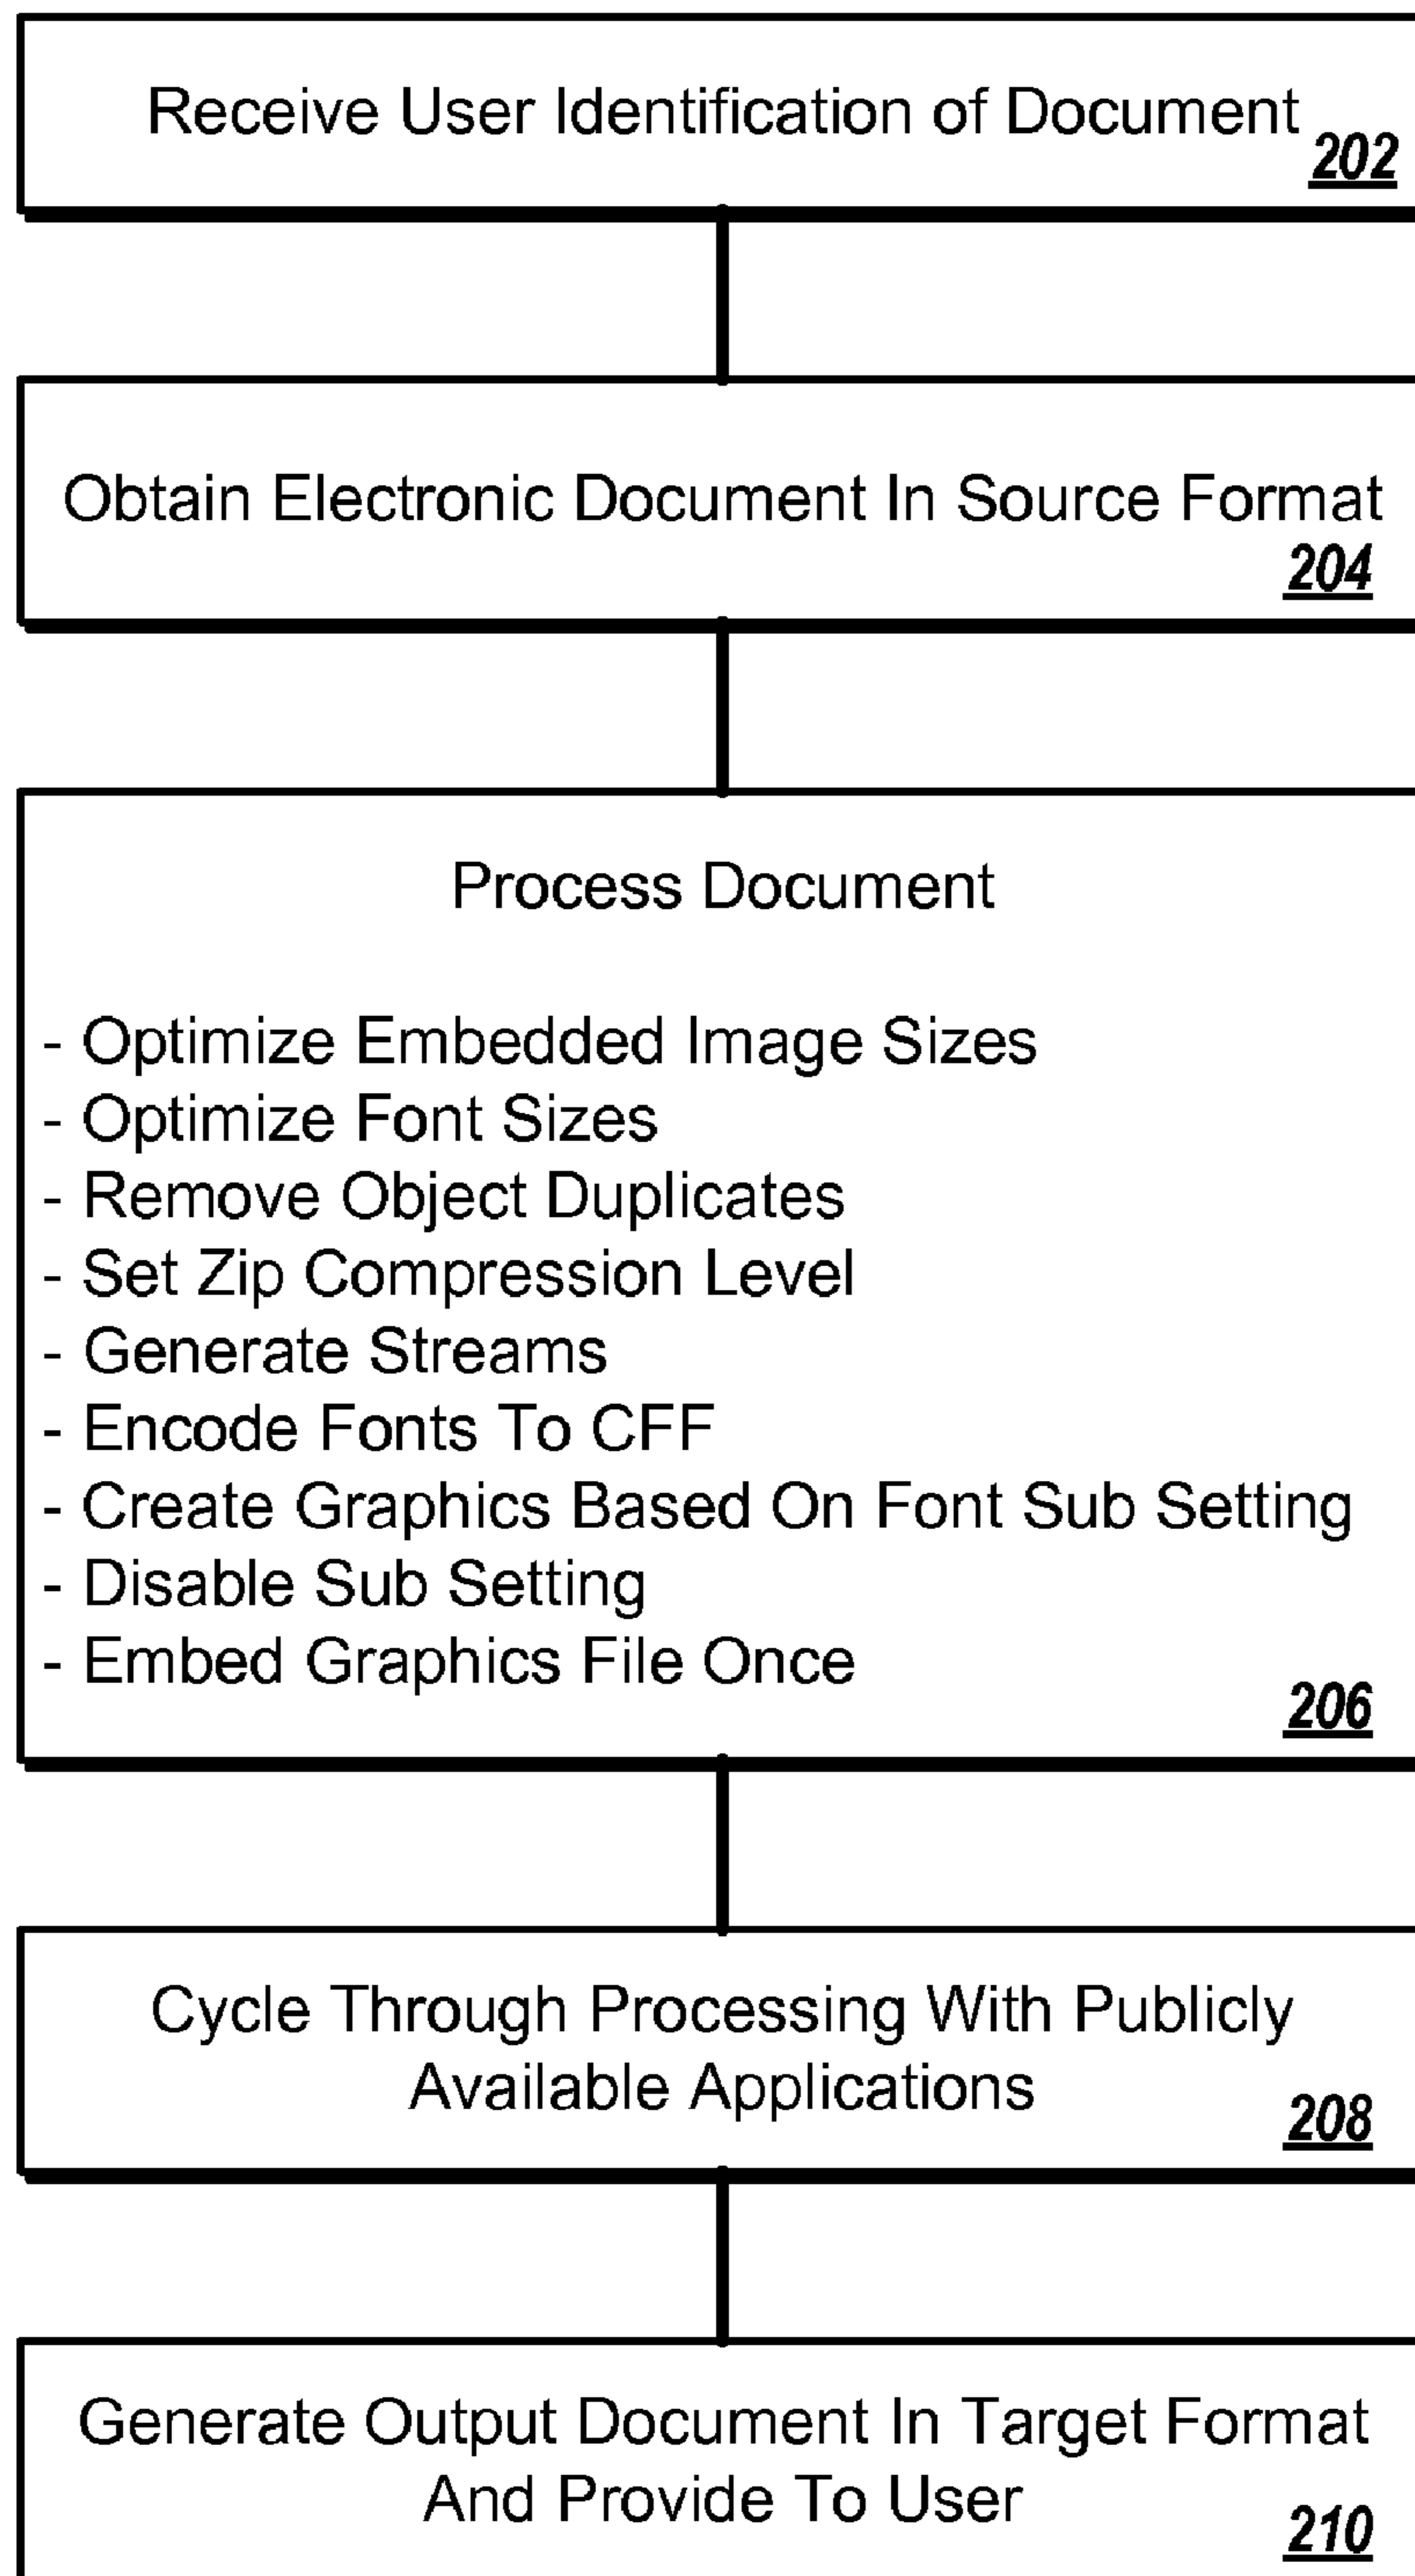 Receive User Identification of Document
202
Obtain Electronic Document In Source Format
204
Process Document
- Optimize Embedded Image Sizes
- Optimize Font Sizes
- Remove Object Duplicates
- Set Zip Compression Level
- Generate Streams
- Encode Fonts To CFF
- Create Graphics Based On Font Sub Setting
- Disable Sub Setting
- Embed Graphics File Once
206
Cycle Through Processing With Publicly
Available Applications
208
Generate Output Document In Target Format
And Provide To User
210